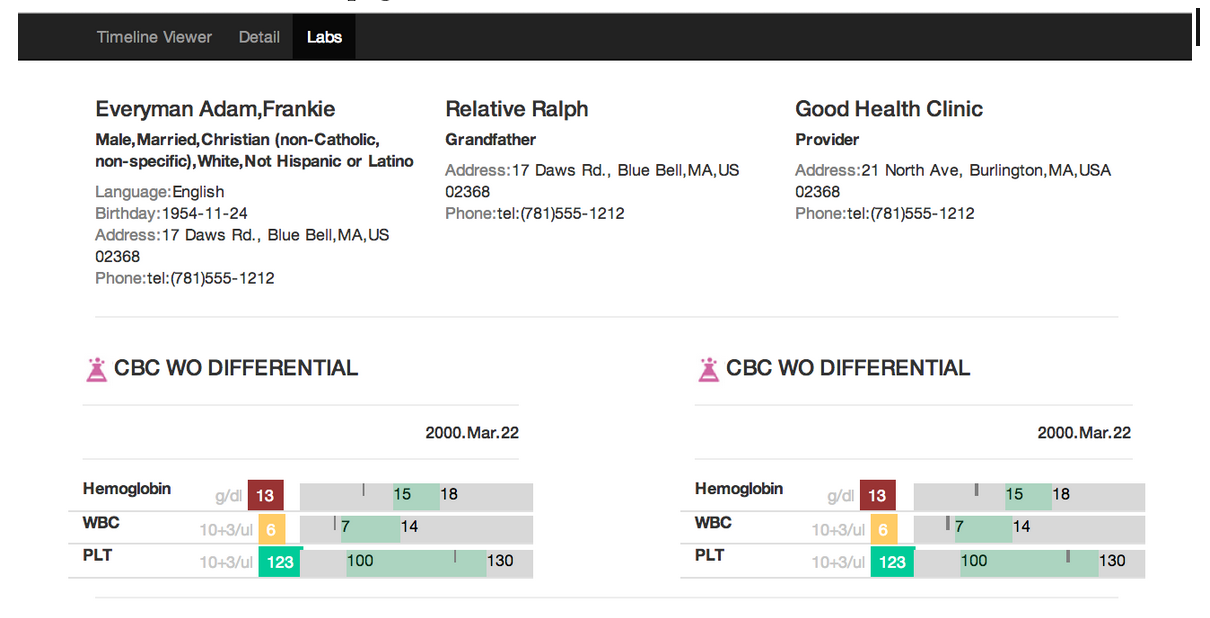 Timeline Viewer Detail Labs
Everyman Adam,Frankie
Male,Married,Christian (non-Catholic,
non-specific),White,Not Hispanic or Latino
Language:English
Birthday:1954-11-24
Address:17 Daws Rd., Blue Bell,MA,US
02368
Phone:tel:(781)555-1212
Relative Ralph
Grandfather
Address:17 Daws Rd., Blue Bell,MA,US
02368
Phone:tel:(781)555-1212
Good Health Clinic
Provider
Address:21 North Ave, Burlington,MA,USA
02368
Phone:tel:(781)555-1212
CBC WO DIFFERENTIAL
2000.Mar.22
Hemoglobin g/dl 13 15 18
WBC 10+3/ul 6 7 14
PLT 10+3/ul 123 100 130
CBC WO DIFFERENTIAL
2000.Mar.22
Hemoglobin g/dl 13 15 18
WBC 10+3/ul 6 7 14
PLT 10+3/ul 123 100 130